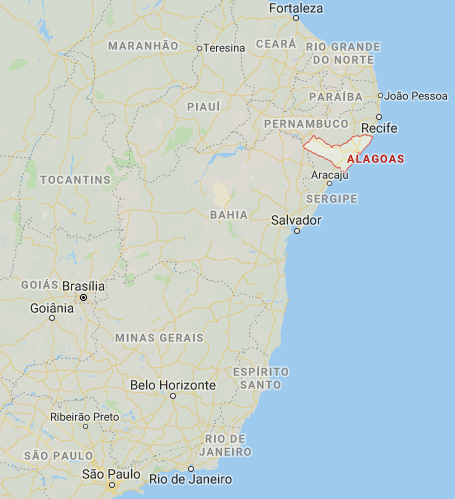 Fortaleza
MARANHÃO
Teresina
CEARÁ
RIO GRANDE
DO NORTE
PARAÍBA
João Pessoa
PIAUÍ
PERNAMBUCO
Recife
ALAGOAS
TOCANTINS
Aracaju
SERGIPE
BAHIA
Salvador
GOIÁS
Brasília
Goiânia
MINAS GERAIS
ESPÍRITO
SANTO
Belo Horizonte
Ribeirão Preto
RIO DE
JANEIRO
SÃO PAULO
São Paulo
Rio de Janeiro